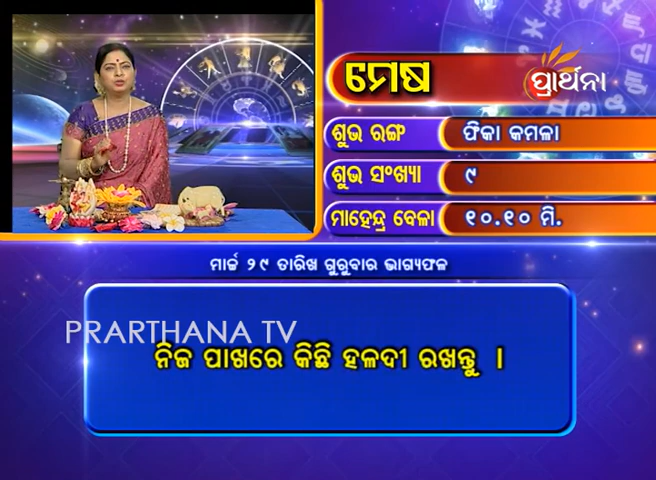 ମେଷ
ପ୍ରାର୍ଥନା
ଶୁଭ ରଙ୍ଗ
ଫିକା କମଳା
ଶୁଭ ସଂଖ୍ୟା
୯
ମାହେନ୍ଦ୍ର ବେଳା
୧୦.୧୦ ମି.
ମାର୍ଚ୍ଚ ୨୯ ତାରିଖ ଗୁରୁବାର ଭାଗ୍ୟଫଳ
PRARTHANA TV
ନିଜ ପାଖରେ କିଛି ହଳଦୀ ରଖନ୍ତୁ ।